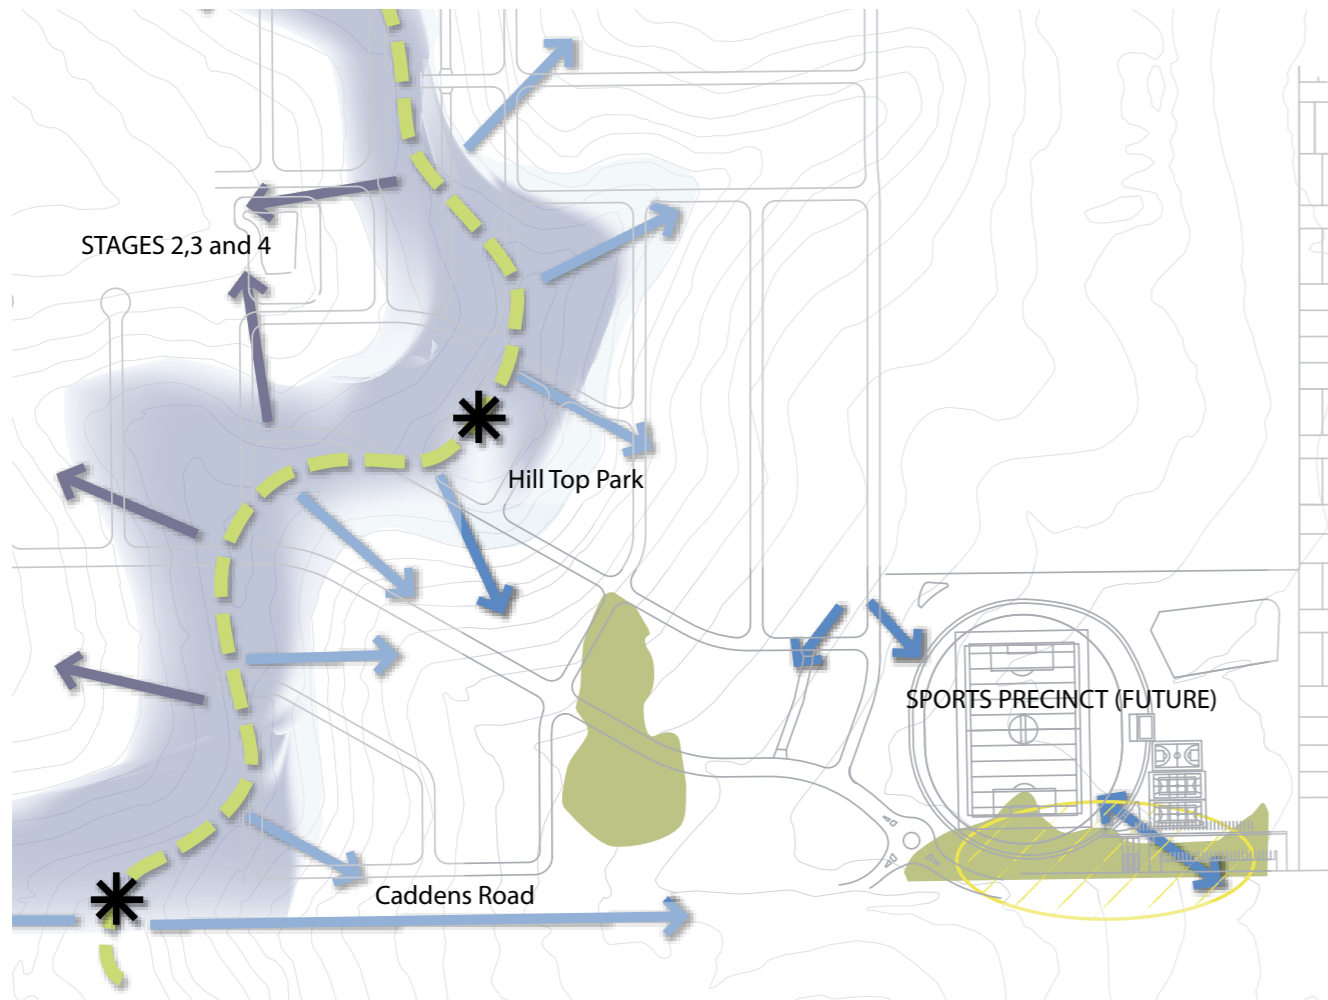 STAGES 2,3 and 4
Hill Top Park
SPORTS PRECINCT (FUTURE)
Caddens Road